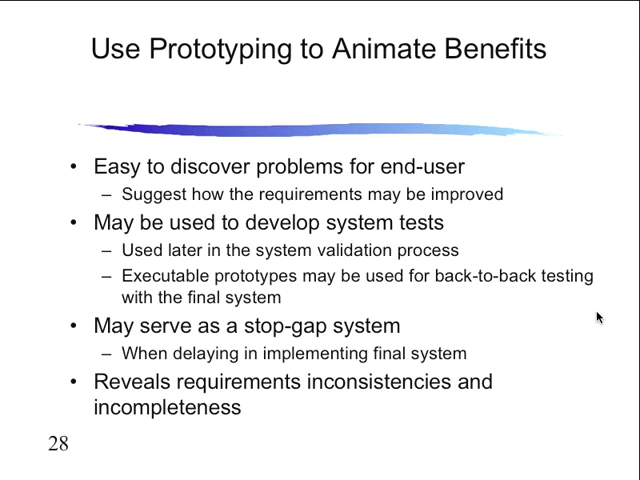 Use Prototyping to Animate Benefits
• Easy to discover problems for end-user
– Suggest how the requirements may be improved
• May be used to develop system tests
– Used later in the system validation process
– Executable prototypes may be used for back-to-back testing
with the final system
• May serve as a stop-gap system
– When delaying in implementing final system
• Reveals requirements inconsistencies and
incompleteness
28